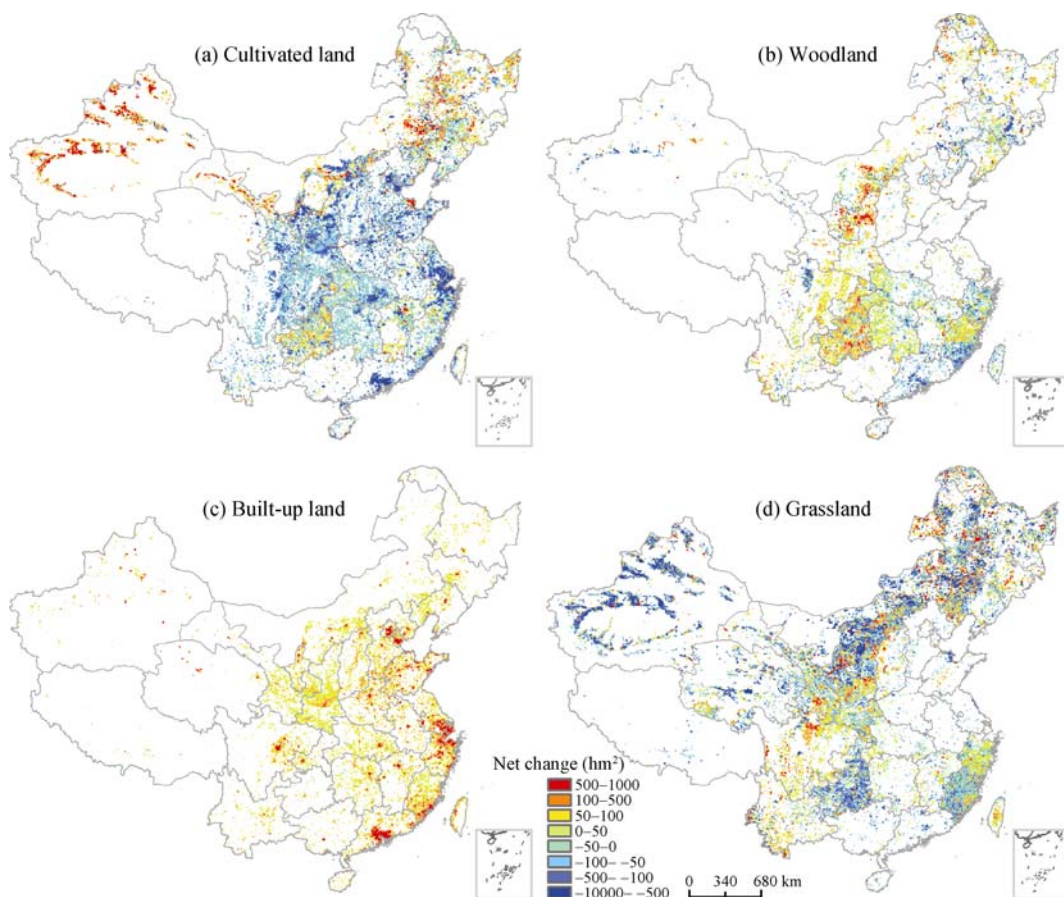 (a) Cultivated land
(b) Woodland
(c) Built-up land
(d) Grassland
Net change (hm²)
500–1000
100–500
50–100
0–50
–50–0
–100– –50
–500– –100
–10000– –500
0 340 680 km